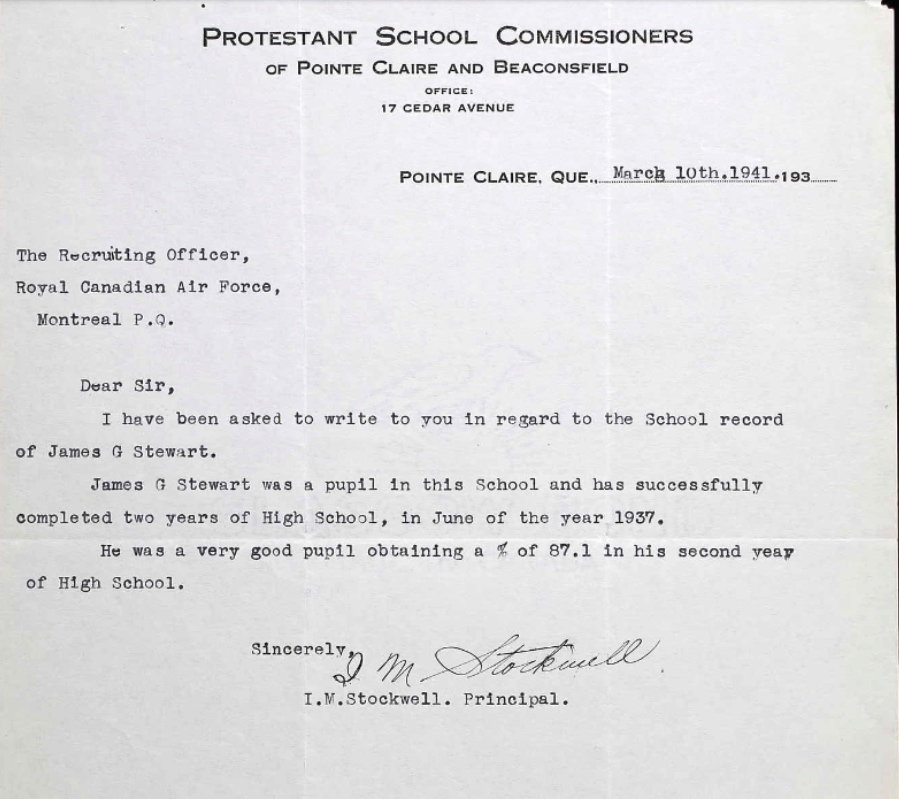 PROTESTANT SCHOOL COMMISSIONERS
OF POINTE CLAIRE AND BEACONSFIELD
OFFICE:
17 CEDAR AVENUE
POINTE CLAIRE, QUE., March 10th.1941. 193
The Recruiting Officer,
Royal Canadian Air Force,
Montreal P.Q.
Dear Sir,
I have been asked to write to you in regard to the School record
of James G Stewart.
James G Stewart was a pupil in this School and has successfully
completed two years of High School, in June of the year 1937.
He was a very good pupil obtaining a % of 87.1 in his second year
of High School.
Sincerely,
I M Stockwell
I.M.Stockwell. Principal.